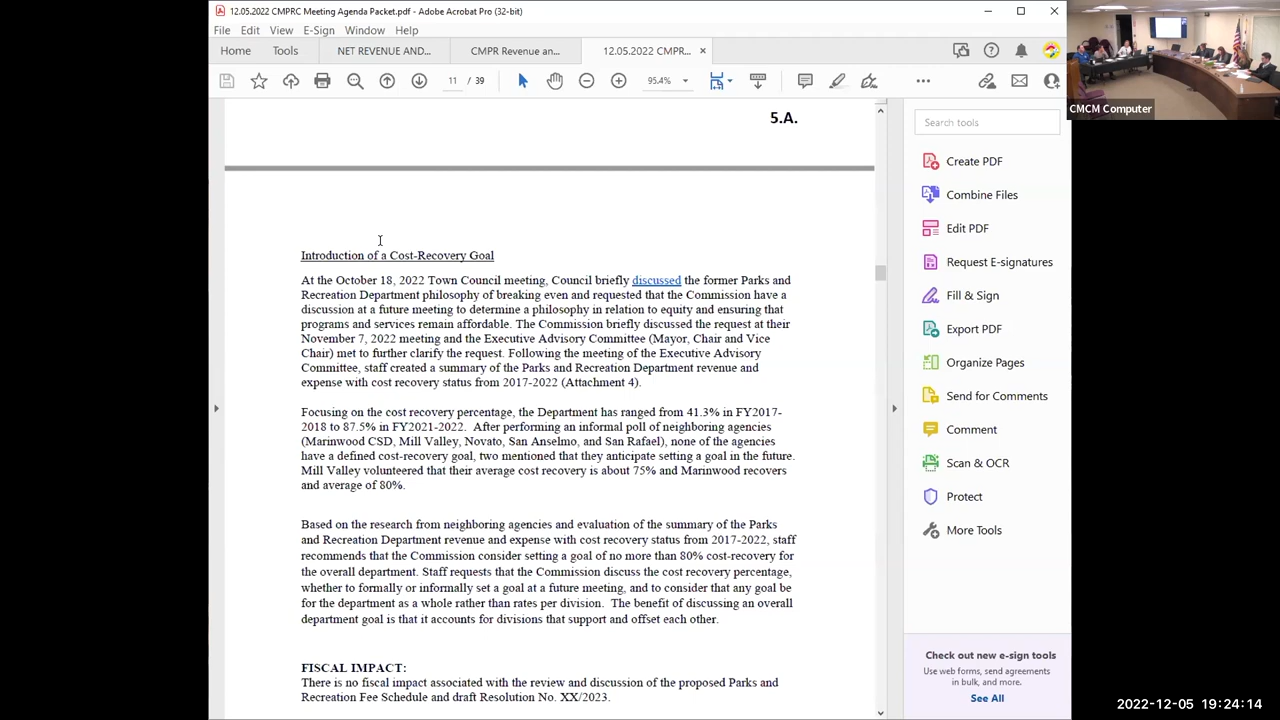 12.05.2022 CMPRC Meeting Agenda Packet.pdf - Adobe Acrobat Pro (32-bit)
File Edit View E-Sign Window Help
Home Tools NET REVENUE AND... CMPR Revenue an... 12.05.2022 CMPR... ×
11 / 39 95.4%
CMCM Computer
5.A.
Introduction of a Cost-Recovery Goal
At the October 18, 2022 Town Council meeting, Council briefly discussed the former Parks and
Recreation Department philosophy of breaking even and requested that the Commission have a
discussion at a future meeting to determine a philosophy in relation to equity and ensuring that
programs and services remain affordable. The Commission briefly discussed the request at their
November 7, 2022 meeting and the Executive Advisory Committee (Mayor, Chair and Vice
Chair) met to further clarify the request. Following the meeting of the Executive Advisory
Committee, staff created a summary of the Parks and Recreation Department revenue and
expense with cost recovery status from 2017-2022 (Attachment 4).
Focusing on the cost recovery percentage, the Department has ranged from 41.3% in FY2017-
2018 to 87.5% in FY2021-2022. After performing an informal poll of neighboring agencies
(Marinwood CSD, Mill Valley, Novato, San Anselmo, and San Rafael), none of the agencies
have a defined cost-recovery goal, two mentioned that they anticipate setting a goal in the future.
Mill Valley volunteered that their average cost recovery is about 75% and Marinwood recovers
and average of 80%.
Based on the research from neighboring agencies and evaluation of the summary of the Parks
and Recreation Department revenue and expense with cost recovery status from 2017-2022, staff
recommends that the Commission consider setting a goal of no more than 80% cost-recovery for
the overall department. Staff requests that the Commission discuss the cost recovery percentage,
whether to formally or informally set a goal at a future meeting, and to consider that any goal be
for the department as a whole rather than rates per division. The benefit of discussing an overall
department goal is that it accounts for divisions that support and offset each other.
FISCAL IMPACT:
There is no fiscal impact associated with the review and discussion of the proposed Parks and
Recreation Fee Schedule and draft Resolution No. XX/2023.
Search tools
Create PDF
Combine Files
Edit PDF
Request E-signatures
Fill & Sign
Export PDF
Organize Pages
Send for Comments
Comment
Scan & OCR
Protect
More Tools
Check out new e-sign tools
Use web forms, send agreements
in bulk, and more.
See All
2022-12-05 19:24:14